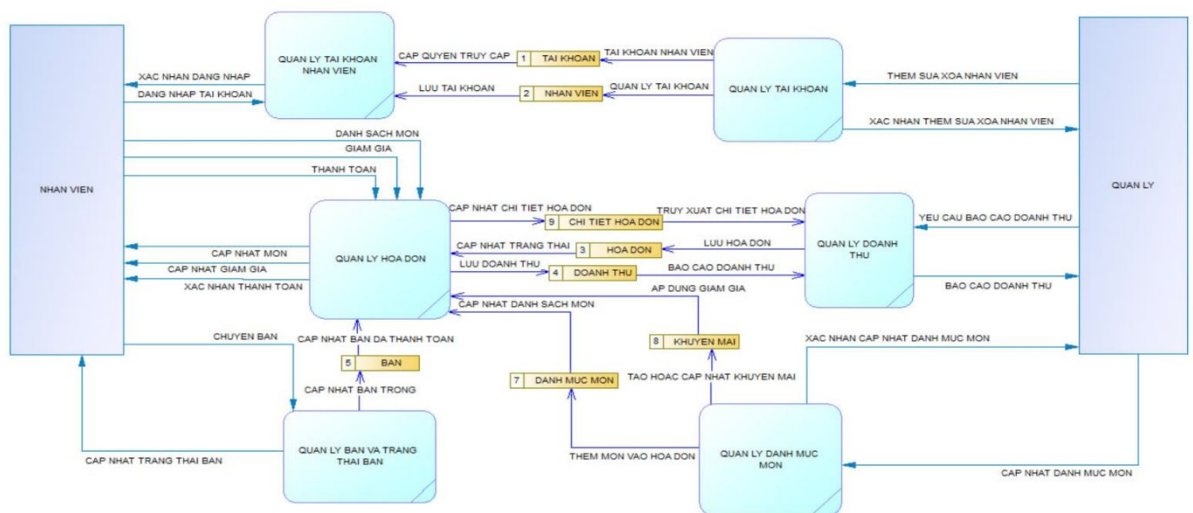 QUAN LY TAI KHOAN
NHAN VIEN
CAP QUYEN TRUY CAP
1 TAI KHOAN
TAI KHOAN NHAN VIEN
XAC NHAN DANG NHAP
DANG NHAP TAI KHOAN
LUU TAI KHOAN
2 NHAN VIEN
QUAN LY TAI KHOAN
QUAN LY TAI KHOAN
THEM SUA XOA NHAN VIEN
XAC NHAN THEM SUA XOA NHAN VIEN
DANH SACH MON
GIAM GIA
THANH TOAN
NHAN VIEN
QUAN LY
CAP NHAT CHI TIET HOA DON
9 CHI TIET HOA DON
TRUY XUAT CHI TIET HOA DON
YEU CAU BAO CAO DOANH THU
CAP NHAT TRANG THAI
3 HOA DON
LUU HOA DON
QUAN LY DOANH
THU
QUAN LY HOA DON
LUU DOANH THU
4 DOANH THU
BAO CAO DOANH THU
BAO CAO DOANH THU
CAP NHAT MON
CAP NHAT GIAM GIA
XAC NHAN THANH TOAN
AP DUNG GIAM GIA
CAP NHAT DANH SACH MON
CHUYEN BAN
CAP NHAT BAN DA THANH TOAN
8 KHUYEN MAI
XAC NHAN CAP NHAT DANH MUC MON
5 BAN
7 DANH MUC MON
TAO HOAC CAP NHAT KHUYEN MAI
CAP NHAT BAN TRONG
QUAN LY BAN VA TRANG
THAI BAN
CAP NHAT TRANG THAI BAN
THEM MON VAO HOA DON
QUAN LY DANH MUC
MON
CAP NHAT DANH MUC MON